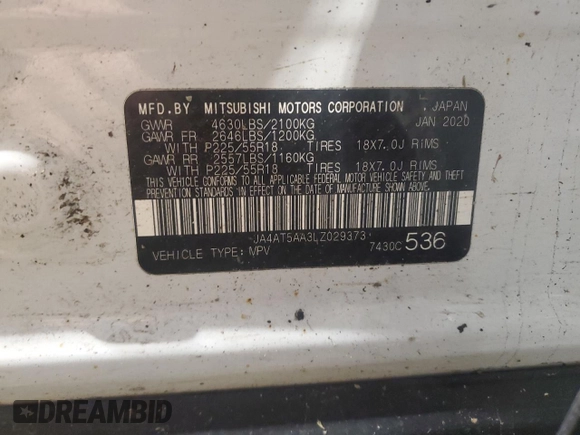 MFD.BY MITSUBISHI MOTORS CORPORATION JAPAN
GVWR 4630LBS/2100KG JAN 2020
GAWR FR 2646LBS/1200KG
WITH P225/55R18 TIRES 18X7.0J RIMS
GAWR RR 2557LBS/1160KG
WITH P225/55R18 TIRES 18X7.0J RIMS
THIS VEHICLE CONFORMS TO ALL APPLICABLE FEDERAL MOTOR VEHICLE SAFETY AND THEFT
PREVENTION STANDARDS IN EFFECT ON THE DATE OF MANUFACTURE SHOWN ABOVE.
JA4AT5AA3LZ029373
VEHICLE TYPE: MPV 7430C 536
DREAMBID